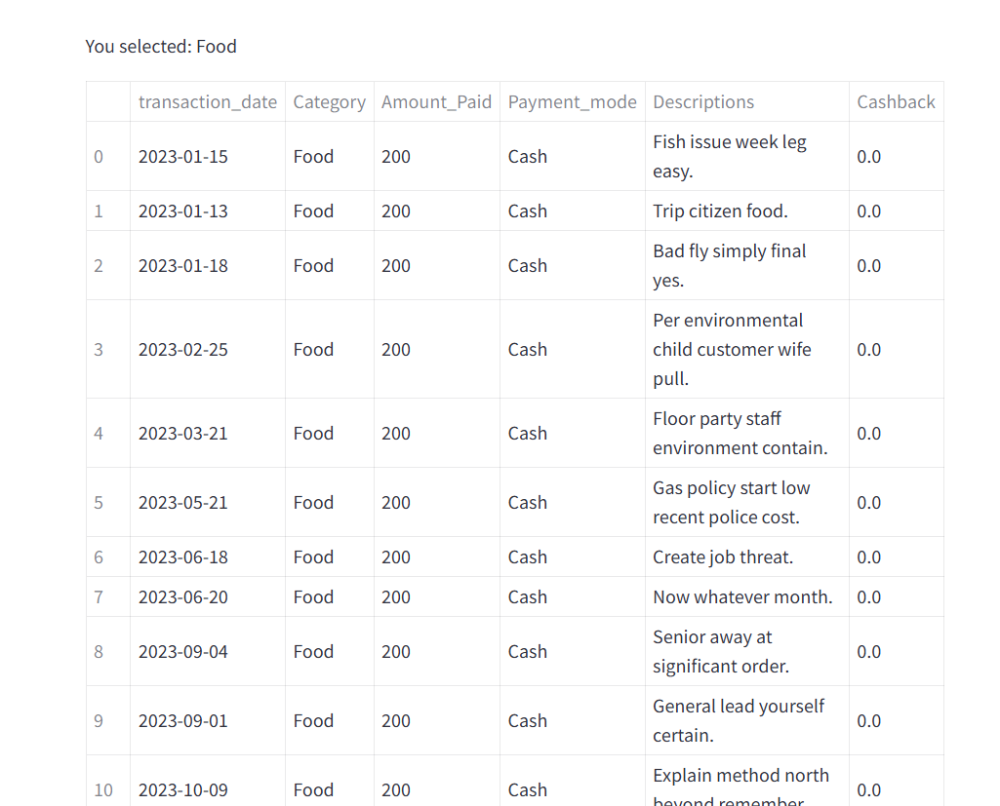 You selected: Food
transaction_date Category Amount_Paid Payment_mode Descriptions Cashback
0 2023-01-15 Food 200 Cash Fish issue week leg easy. 0.0
1 2023-01-13 Food 200 Cash Trip citizen food. 0.0
2 2023-01-18 Food 200 Cash Bad fly simply final yes. 0.0
3 2023-02-25 Food 200 Cash Per environmental child customer wife pull. 0.0
4 2023-03-21 Food 200 Cash Floor party staff environment contain. 0.0
5 2023-05-21 Food 200 Cash Gas policy start low recent police cost. 0.0
6 2023-06-18 Food 200 Cash Create job threat. 0.0
7 2023-06-20 Food 200 Cash Now whatever month. 0.0
8 2023-09-04 Food 200 Cash Senior away at significant order. 0.0
9 2023-09-01 Food 200 Cash General lead yourself certain. 0.0
10 2023-10-09 Food 200 Cash Explain method north beyond remember 0.0